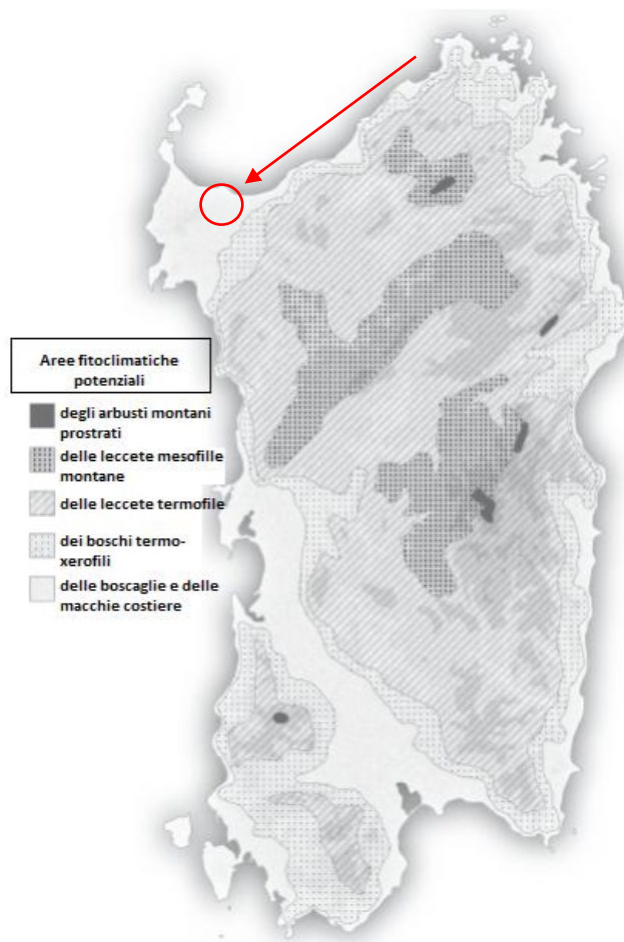 Aree fitoclimatiche
potenziali
degli arbusti montani
prostrati
delle leccete mesofille
montane
delle leccete termofile
dei boschi termo-
xerofili
delle boscaglie e delle
macchie costiere